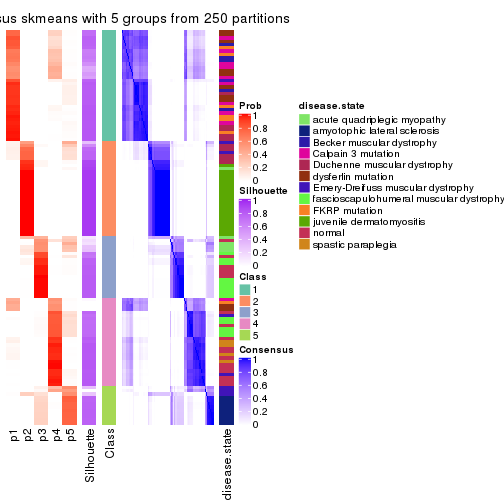 sus skmeans with 5 groups from 250 partitions
Prob
1
0.8
0.6
0.4
0.2
0
Silhouette
1
0.8
0.6
0.4
0.2
0
Class
1
2
3
4
5
Consensus
1
0.8
0.6
0.4
0.2
0
disease.state
acute quadriplegic myopathy
amyotrophic lateral sclerosis
Becker muscular dystrophy
Calpain 3 mutation
Duchenne muscular dystrophy
dysferlin mutation
Emery-Dreifuss muscular dystrophy
fascioscapulohumeral muscular dystrophy
FKRP mutation
juvenile dermatomyositis
normal
spastic paraplegia
p1
p2
p3
p4
p5
Silhouette
Class
disease.state